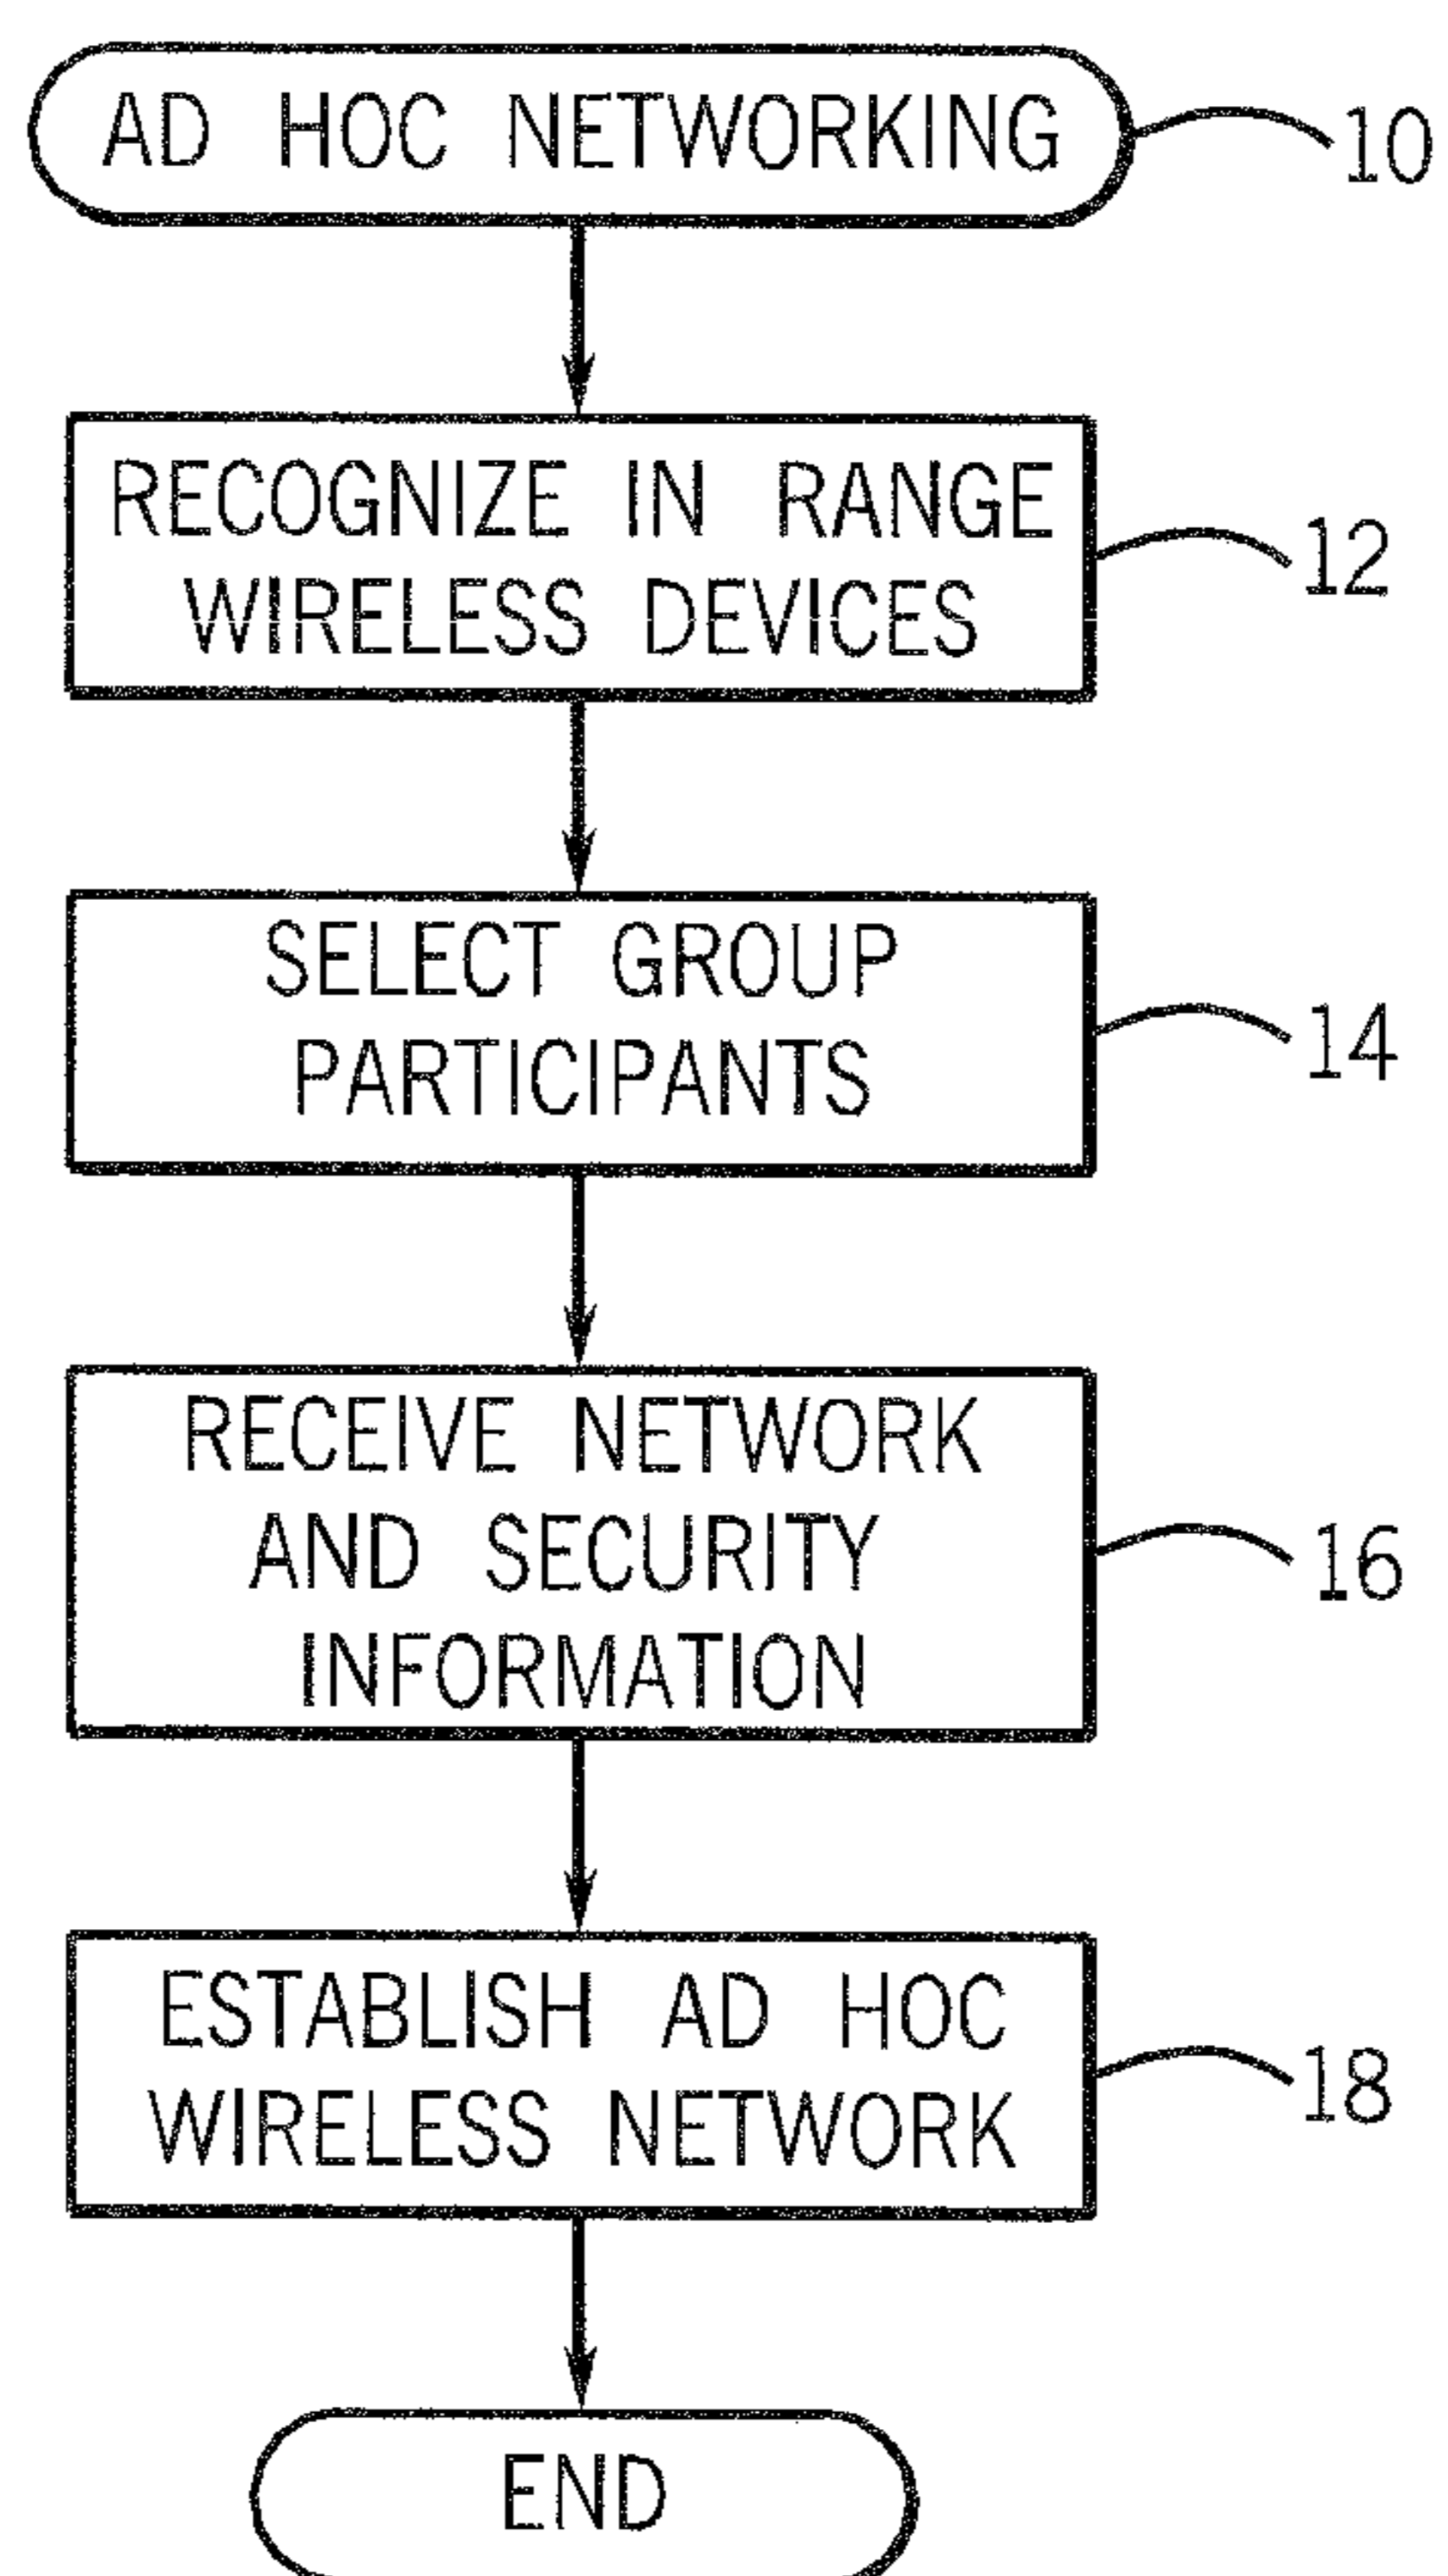 AD HOC NETWORKING
10
RECOGNIZE IN RANGE
WIRELESS DEVICES
12
SELECT GROUP
PARTICIPANTS
14
RECEIVE NETWORK
AND SECURITY
INFORMATION
16
ESTABLISH AD HOC
WIRELESS NETWORK
18
END